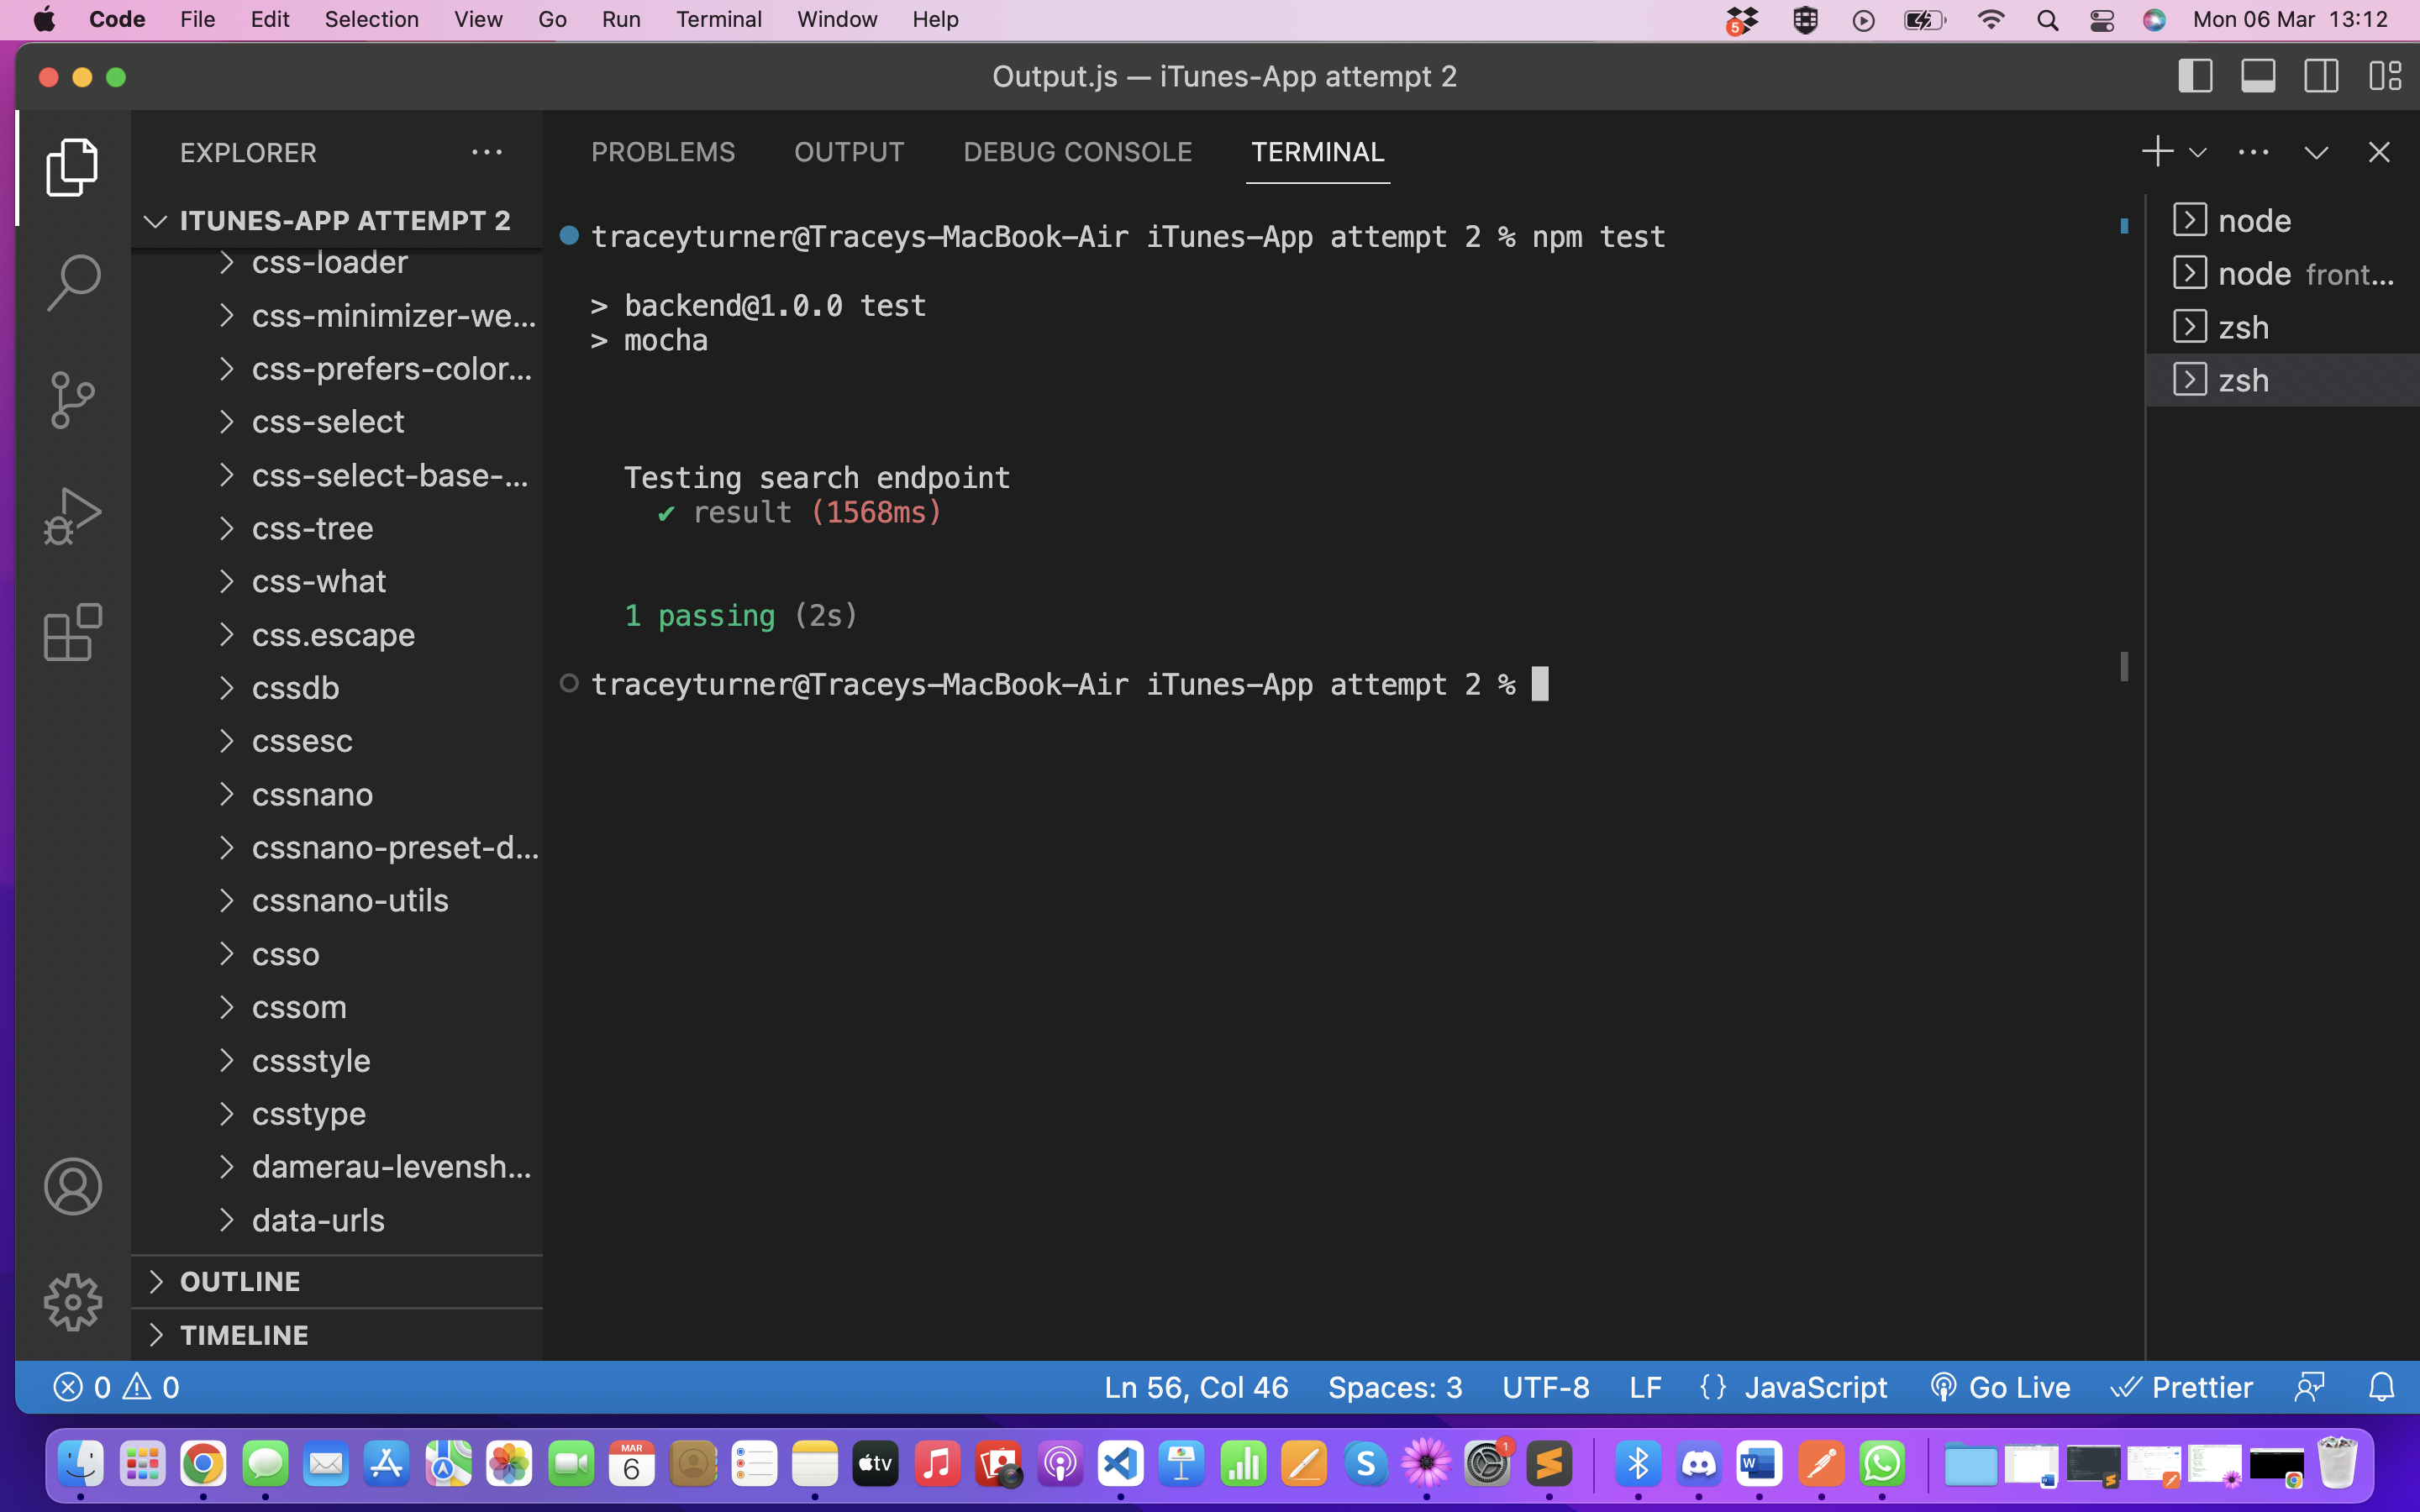 Code File Edit Selection View Go Run Terminal Window Help 5 Mon 06 Mar 13:12
Output.js — iTunes-App attempt 2
EXPLORER
ITUNES-APP ATTEMPT 2
css-loader
css-minimizer-we...
css-prefers-color...
css-select
css-select-base-...
css-tree
css-what
css.escape
cssdb
cssesc
cssnano
cssnano-preset-d...
cssnano-utils
csso
cssom
cssstyle
csstype
damerau-levensh...
data-urls
OUTLINE
TIMELINE
PROBLEMS OUTPUT DEBUG CONSOLE TERMINAL
traceyturner@Traceys-MacBook-Air iTunes-App attempt 2 % npm test
> backend@1.0.0 test
> mocha
Testing search endpoint
✔ result (1568ms)
1 passing (2s)
traceyturner@Traceys-MacBook-Air iTunes-App attempt 2 %
node
node front...
zsh
zsh
0 0 Ln 56, Col 46 Spaces: 3 UTF-8 LF {} JavaScript Go Live Prettier
MAR
6
tv
S
1
W